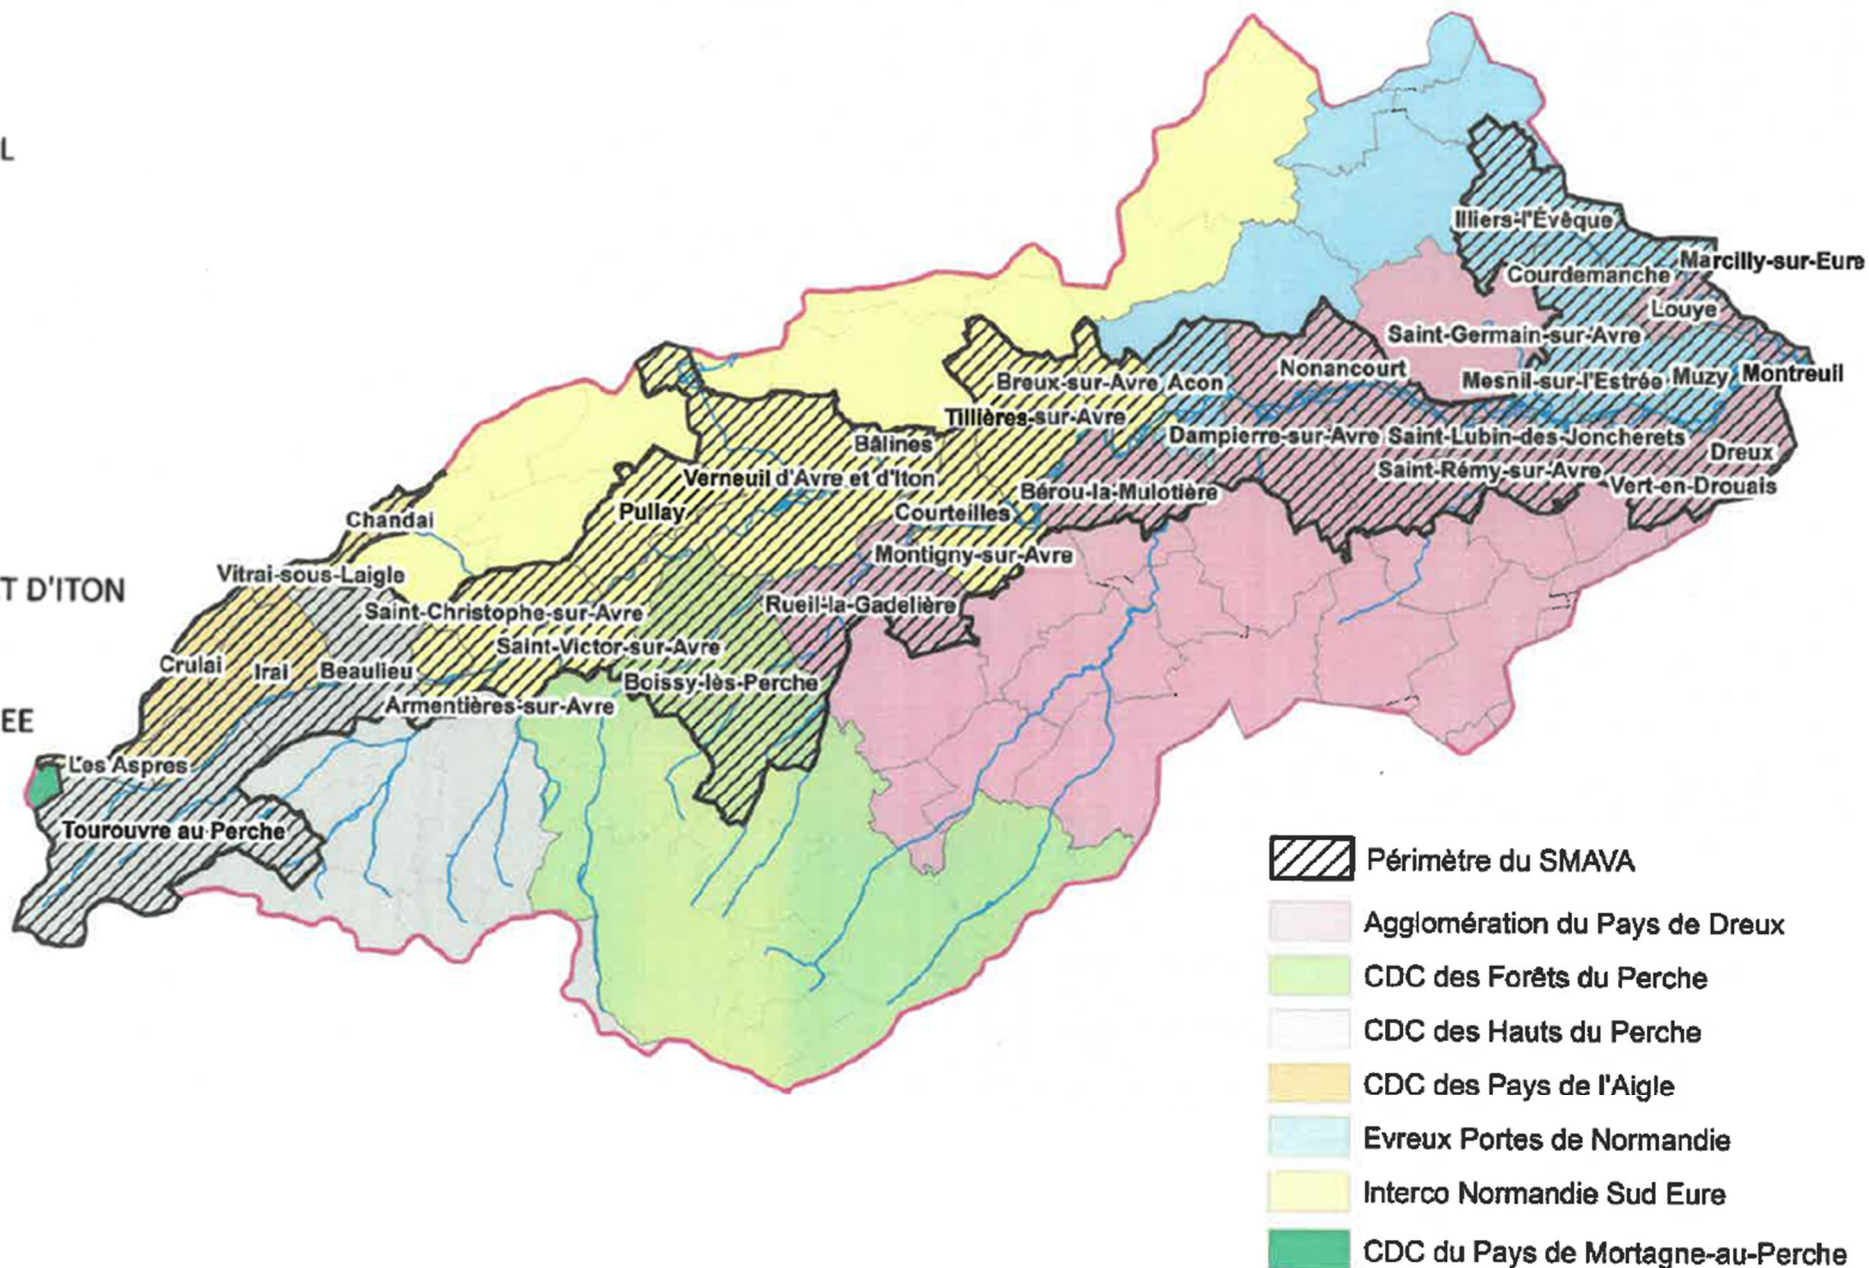 L
Illiers-l'Évêque
Marcilly-sur-Eure
Courdemanche
Louye
Saint-Germain-sur-Avre
Nonancourt
Breux-sur-Avre
Acon
Mesnil-sur-l'Estrée
Muzy
Montreuil
Tillières-sur-Avre
Bâlines
Dampierre-sur-Avre
Saint-Lubin-des-Joncherets
Dreux
Verneuil d'Avre et d'Iton
Saint-Rémy-sur-Avre
Vert-en-Drouais
Bérou-la-Mulotière
Pullay
Courteilles
Chandai
Montigny-sur-Avre
Vitrai-sous-Laigle
T D'ITON
Rueil-la-Gadelière
Saint-Christophe-sur-Avre
Saint-Victor-sur-Avre
Crulai
Irai
Beaulieu
Boissy-lès-Perche
Armentières-sur-Avre
EE
Les Aspres
Tourouvre au Perche
Périmètre du SMAVA
Agglomération du Pays de Dreux
CDC des Forêts du Perche
CDC des Hauts du Perche
CDC des Pays de l'Aigle
Evreux Portes de Normandie
Interco Normandie Sud Eure
CDC du Pays de Mortagne-au-Perche